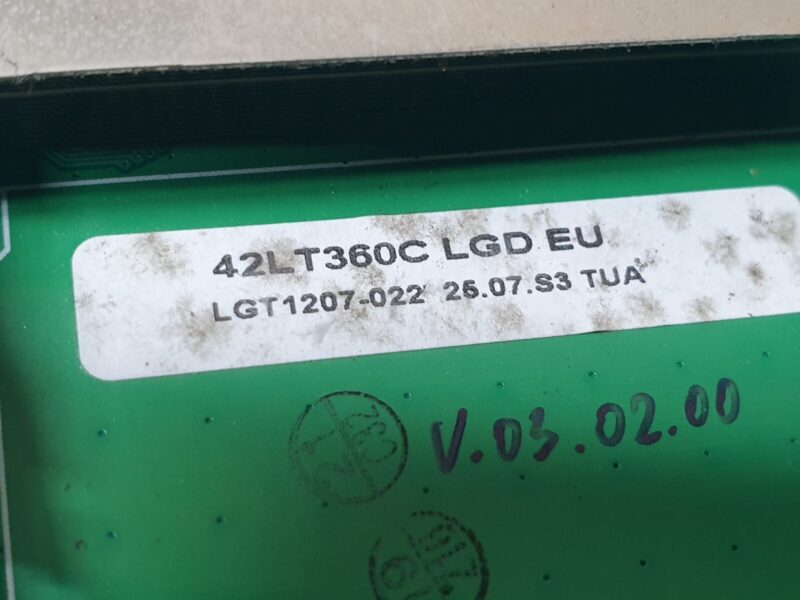 42LT360C LGD EU
LGT1207-022 25.07.S3 TUA
V.03.02.00